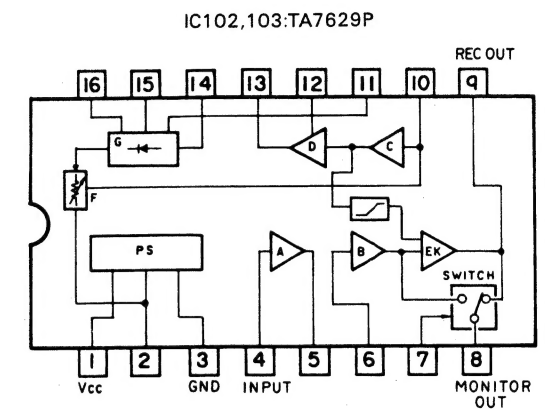 IC102,103:TA7629P
REC OUT
16 15 14 13 12 11 10 9
G
D
C
F
PS
A
B
EK
SWITCH
1 2 3 4 5 6 7 8
Vcc GND INPUT MONITOR
OUT